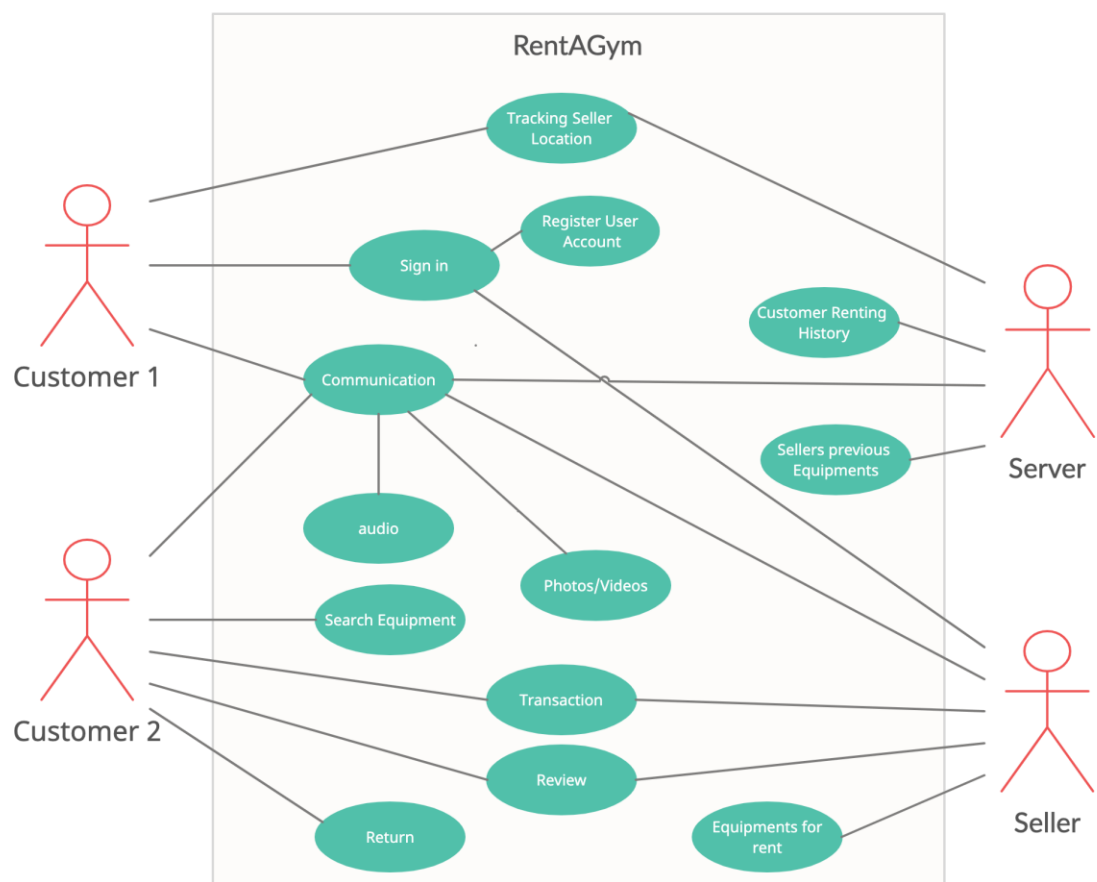 RentAGym
Tracking Seller
Location
Register User
Account
Sign in
Customer Renting
History
Customer 1
Communication
Sellers previous
Equipments
Server
audio
Photos/Videos
Search Equipment
Transaction
Customer 2
Review
Equipments for
rent
Return
Seller